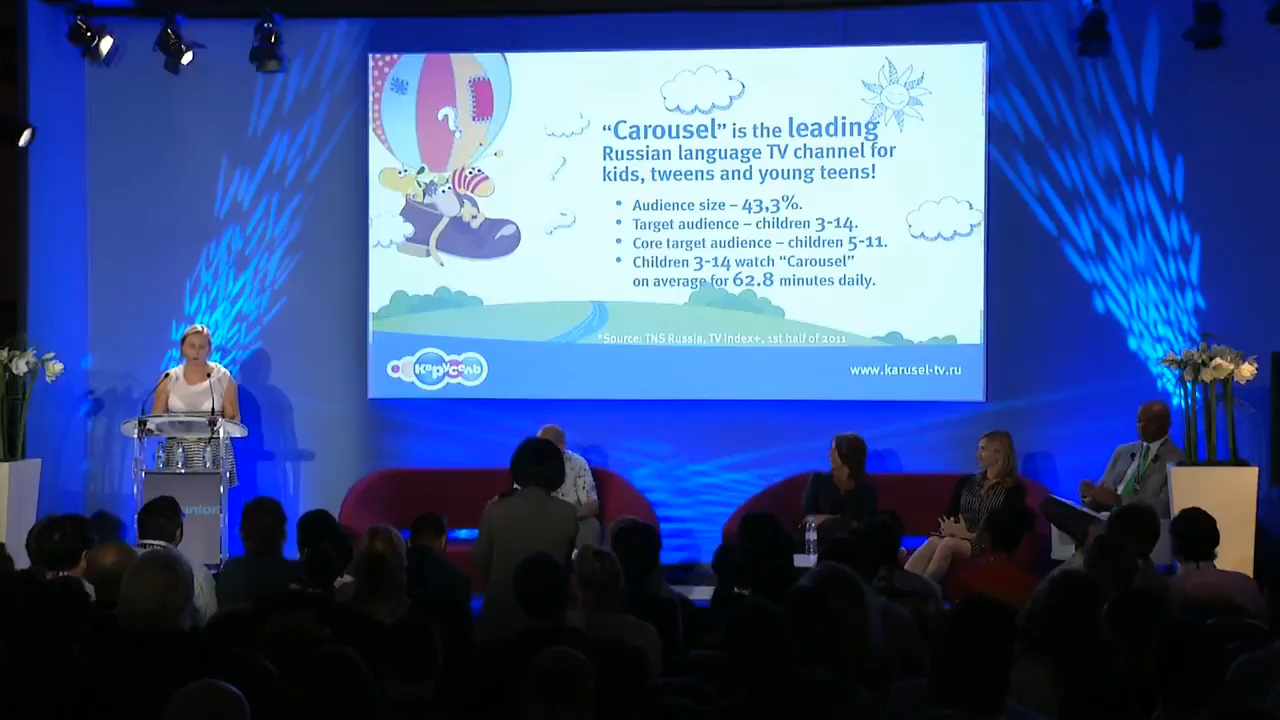 ?
“Carousel” is the leading
Russian language TV channel for
kids, tweens and young teens!
• Audience size – 43,3%.
• Target audience – children 3-14.
• Core target audience – children 5-11.
• Children 3-14 watch “Carousel”
on average for 62.8 minutes daily.
*Source: TNS Russia, TV Index+, 1st half of 2011
Карусель
www.karusel-tv.ru